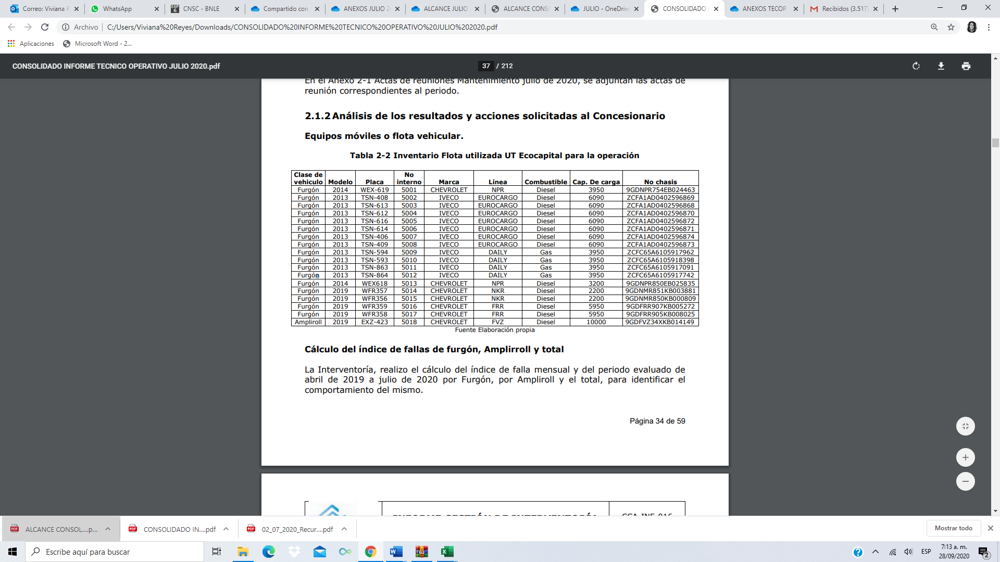 Correo: Viviana R
WhatsApp
CNSC - BNLE
Compartido con
ANEXOS JULIO 2
ALCANCE JULIO
ALCANCE CONSO
JULIO - OneDrive
CONSOLIDADO
ANEXOS TECOP
Recibidos (3.517)
Archivo
C:/Users/Viviana%20Reyes/Downloads/CONSOLIDADO%20INFORME%20TECNICO%20OPERATIVO%20JULIO%202020.pdf
Aplicaciones
Microsoft Word - 2...
CONSOLIDADO INFORME TECNICO OPERATIVO JULIO 2020.pdf
37 / 212
En el Anexo 2-1 Actas de reuniones Mantenimiento julio de 2020, se adjuntan las actas de
reunión correspondientes al periodo.
2.1.2 Análisis de los resultados y acciones solicitadas al Concesionario
Equipos móviles o flota vehicular.
Tabla 2-2 Inventario Flota utilizada UT Ecocapital para la operación
Clase de vehiculo Modelo Placa No interno Marca Línea Combustible Cap. De carga No chasis
Furgón 2014 WEX-619 5001 CHEVROLET NPR Diesel 3950 9GDNPR754EB024463
Furgón 2013 TSN-408 5002 IVECO EUROCARGO Diesel 6090 ZCFA1AD0402596869
Furgón 2013 TSN-613 5003 IVECO EUROCARGO Diesel 6090 ZCFA1AD0402596868
Furgón 2013 TSN-612 5004 IVECO EUROCARGO Diesel 6090 ZCFA1AD0402596870
Furgón 2013 TSN-616 5005 IVECO EUROCARGO Diesel 6090 ZCFA1AD0402596872
Furgón 2013 TSN-614 5006 IVECO EUROCARGO Diesel 6090 ZCFA1AD0402596871
Furgón 2013 TSN-406 5007 IVECO EUROCARGO Diesel 6090 ZCFA1AD0402596874
Furgón 2013 TSN-409 5008 IVECO EUROCARGO Diesel 6090 ZCFA1AD0402596873
Furgón 2013 TSN-594 5009 IVECO DAILY Gas 3950 ZCFC65A6105917962
Furgón 2013 TSN-593 5010 IVECO DAILY Gas 3950 ZCFC65A6105918398
Furgón 2013 TSN-863 5011 IVECO DAILY Gas 3950 ZCFC65A6105917091
Furgón 2013 TSN-864 5012 IVECO DAILY Gas 3950 ZCFC65A6105917742
Furgón 2014 WEX618 5013 CHEVROLET NPR Diesel 3200 9GDNPR850EB025835
Furgón 2019 WFR357 5014 CHEVROLET NKR Diesel 2200 9GDNMR851KB003881
Furgón 2019 WFR356 5015 CHEVROLET NKR Diesel 2200 9GDNMR850KB000809
Furgón 2019 WFR359 5016 CHEVROLET FRR Diesel 5950 9GDFRR907KB005272
Furgón 2019 WFR358 5017 CHEVROLET FRR Diesel 5950 9GDFRR905KB008025
Ampliroll 2019 EXZ-423 5018 CHEVROLET FVZ Diesel 10000 9GDFVZ34XKB014149
Fuente Elaboración propia
Cálculo del índice de fallas de furgón, Amplirroll y total
La Interventoría, realizo el cálculo del índice de falla mensual y del periodo evaluado de
abril de 2019 a julio de 2020 por Furgón, por Ampliroll y el total, para identificar el
comportamiento del mismo.
Página 34 de 59
INFORME GESTIÓN DE INTERVENTORÍA
ALCANCE CONSOL....p...
CONSOLIDADO IN....pdf
02_07_2020_Recur....pdf
Mostrar todo
Escribe aquí para buscar
ESP
7:13 a. m.
28/09/2020
2